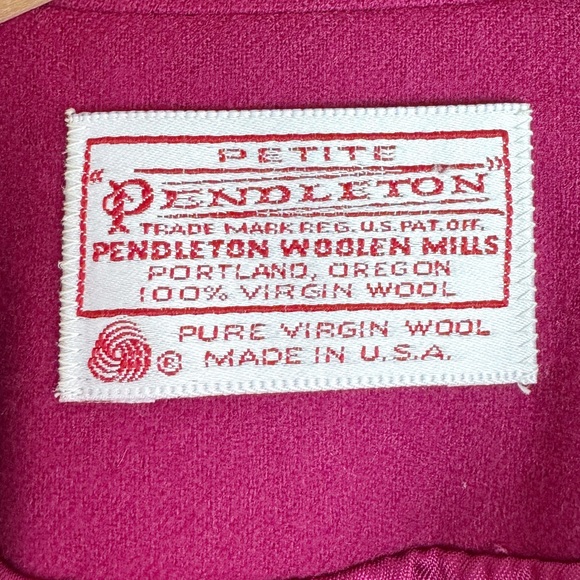 PETITE
"PENDLETON"
TRADE MARK REG. U.S. PAT. OFF.
PENDLETON WOOLEN MILLS
PORTLAND, OREGON
100% VIRGIN WOOL
PURE VIRGIN WOOL
® MADE IN U.S.A.